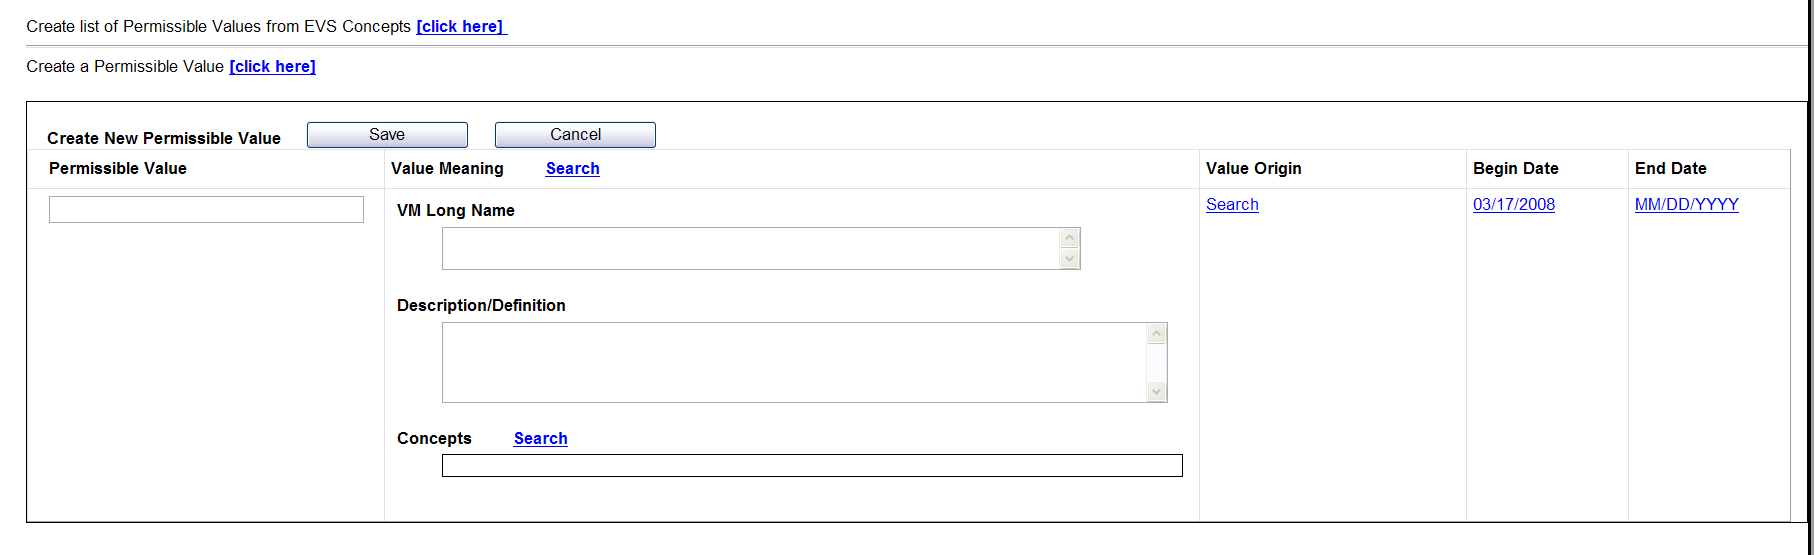 Create list of Permissible Values from EVS Concepts [click here]
Create a Permissible Value [click here]
Create New Permissible Value Save Cancel
Permissible Value Value Meaning Search Value Origin Begin Date End Date
VM Long Name Search 03/17/2008 MM/DD/YYYY
Description/Definition
Concepts Search